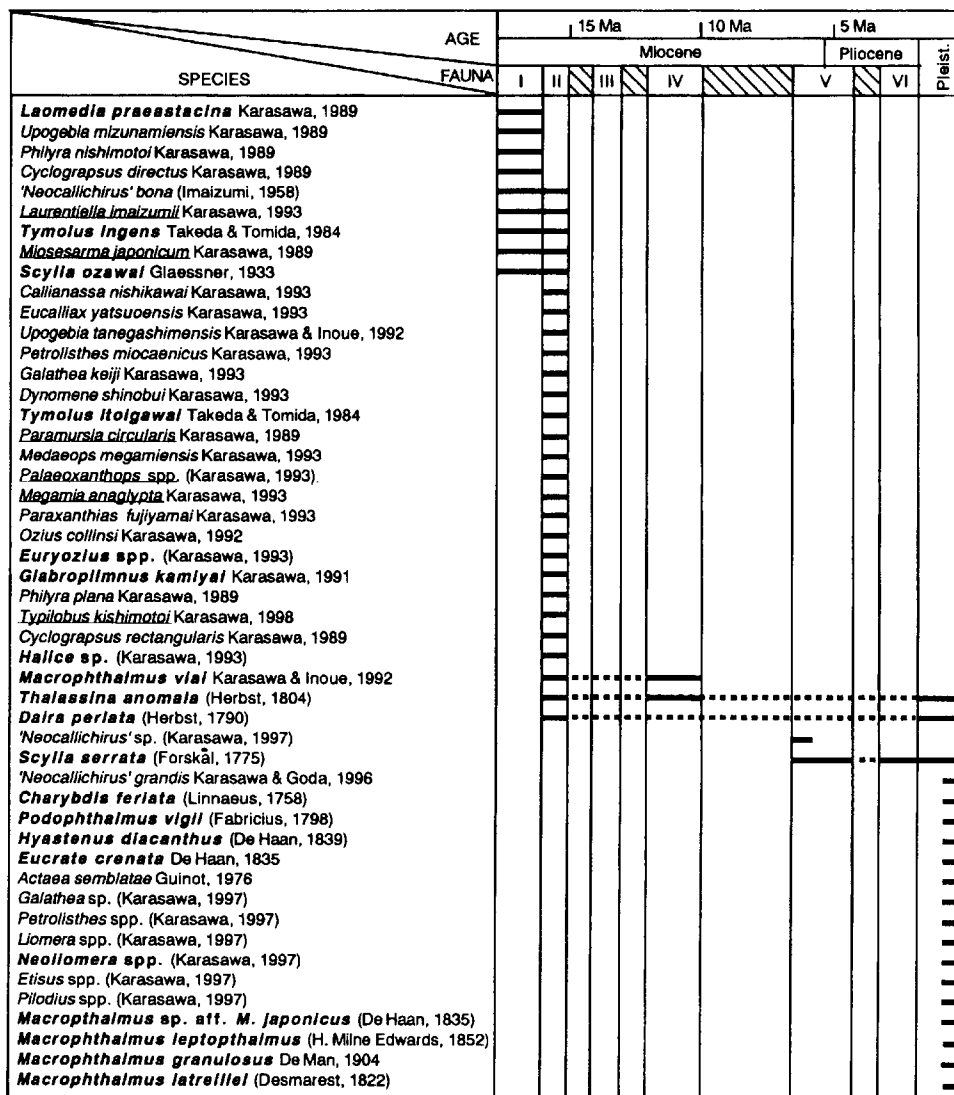 AGE
15 Ma 10 Ma 5 Ma
Miocene Pliocene Pleist.
SPECIES FAUNA I II III IV V VI
Laomedia praeastacina Karasawa, 1989
Upogebia mizunamiensis Karasawa, 1989
Philyra nishimotoi Karasawa, 1989
Cyclograpsus directus Karasawa, 1989
'Neocallichirus' bona (Imaizumi, 1958)
Laurentiella imaizumii Karasawa, 1993
Tymolus ingens Takeda & Tomida, 1984
Miosesarma japonicum Karasawa, 1989
Scylla ozawai Glaessner, 1933
Callianassa nishikawai Karasawa, 1993
Eucalliax yatsuoensis Karasawa, 1993
Upogebia tanegashimensis Karasawa & Inoue, 1992
Petrolisthes miocaenicus Karasawa, 1993
Galathea keiji Karasawa, 1993
Dynomene shinobui Karasawa, 1993
Tymolus itoigawai Takeda & Tomida, 1984
Paramursia circularis Karasawa, 1989
Medaeops megamiensis Karasawa, 1993
Palaeoxanthops spp. (Karasawa, 1993)
Megamia anaglypta Karasawa, 1993
Paraxanthias fujiyamai Karasawa, 1993
Ozius collinsi Karasawa, 1992
Euryozius spp. (Karasawa, 1993)
Glabropilmnus kamiyai Karasawa, 1991
Philyra plana Karasawa, 1989
Typilobus kishimotoi Karasawa, 1998
Cyclograpsus rectangularis Karasawa, 1989
Halice sp. (Karasawa, 1993)
Macrophthalmus viai Karasawa & Inoue, 1992
Thalassina anomala (Herbst, 1804)
Daira perlata (Herbst, 1790)
'Neocallichirus' sp. (Karasawa, 1997)
Scylla serrata (Forskål, 1775)
'Neocallichirus' grandis Karasawa & Goda, 1996
Charybdis feriata (Linnaeus, 1758)
Podophthalmus vigil (Fabricius, 1798)
Hyastenus diacanthus (De Haan, 1839)
Eucrate crenata De Haan, 1835
Actaea semblatae Guinot, 1976
Galathea sp. (Karasawa, 1997)
Petrolisthes spp. (Karasawa, 1997)
Liomera spp. (Karasawa, 1997)
Neoliomera spp. (Karasawa, 1997)
Etisus spp. (Karasawa, 1997)
Pilodius spp. (Karasawa, 1997)
Macropthalmus sp. aff. M. japonicus (De Haan, 1835)
Macrophthalmus leptopthalmus (H. Milne Edwards, 1852)
Macrophthalmus granulosus De Man, 1904
Macrophthalmus latreillei (Desmarest, 1822)